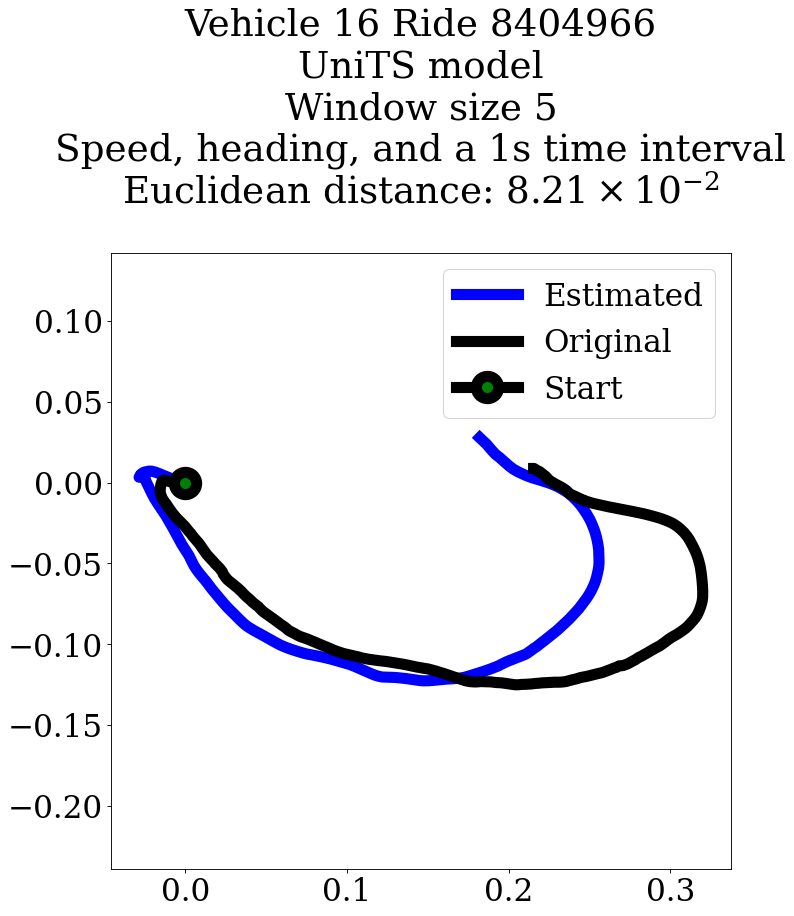 Vehicle 16 Ride 8404966
UniTS model
Window size 5
Speed, heading, and a 1s time interval
Euclidean distance: 8.21 × 10⁻²
Estimated
Original
Start
0.10
0.05
0.00
−0.05
−0.10
−0.15
−0.20
0.0 0.1 0.2 0.3